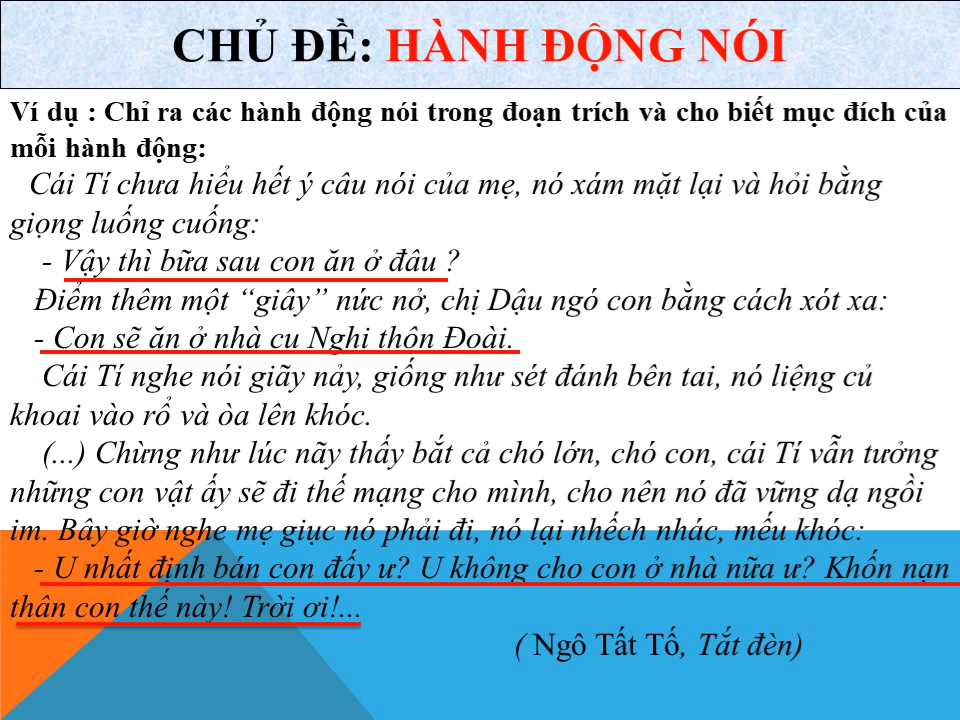 CHỦ ĐỀ: HÀNH ĐỘNG NÓI
Ví dụ : Chỉ ra các hành động nói trong đoạn trích và cho biết mục đích của
mỗi hành động:
Cái Tí chưa hiểu hết ý câu nói của mẹ, nó xám mặt lại và hỏi bằng
giọng luống cuống:
- Vậy thì bữa sau con ăn ở đâu ?
Điểm thêm một “giây” nức nở, chị Dậu ngó con bằng cách xót xa:
- Con sẽ ăn ở nhà cụ Nghị thôn Đoài.
Cái Tí nghe nói giãy nảy, giống như sét đánh bên tai, nó liệng củ
khoai vào rổ và òa lên khóc.
(...) Chừng như lúc nãy thấy bắt cả chó lớn, chó con, cái Tí vẫn tưởng
những con vật ấy sẽ đi thế mạng cho mình, cho nên nó đã vững dạ ngồi
im. Bây giờ nghe mẹ giục nó phải đi, nó lại nhếch nhác, mếu khóc:
- U nhất định bán con đấy ư? U không cho con ở nhà nữa ư? Khốn nạn
thân con thế này! Trời ơi!...
( Ngô Tất Tố, Tắt đèn)